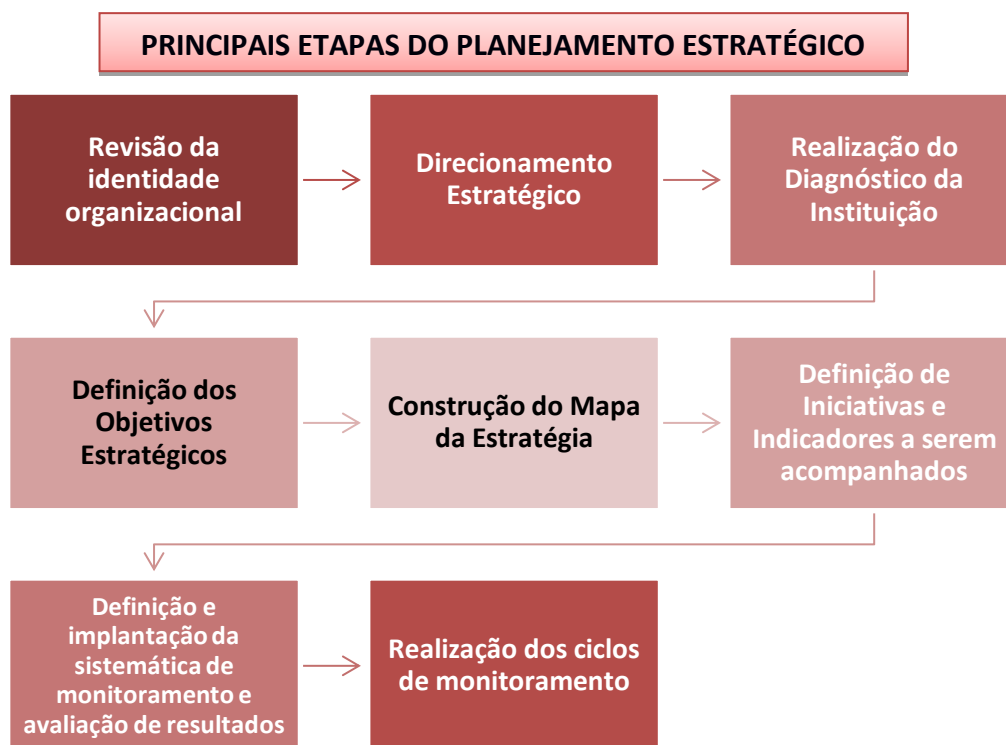 PRINCIPAIS ETAPAS DO PLANEJAMENTO ESTRATÉGICO
Revisão da
identidade
organizacional
Direcionamento
Estratégico
Realização do
Diagnóstico da
Instituição
Definição dos
Objetivos
Estratégicos
Construção do Mapa
da Estratégia
Definição de
Iniciativas e
Indicadores a serem
acompanhados
Definição e
implantação da
sistemática de
monitoramento e
avaliação de resultados
Realização dos ciclos
de monitoramento